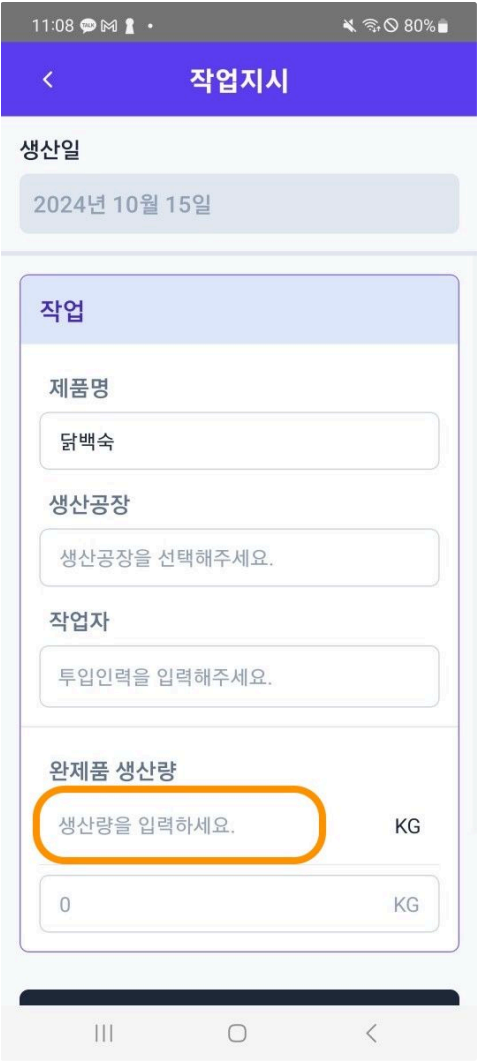 11:08
80%
작업지시
생산일
2024년 10월 15일
작업
제품명
닭백숙
생산공장
생산공장을 선택해주세요.
작업자
투입인력을 입력해주세요.
완제품 생산량
생산량을 입력하세요. KG
0 KG